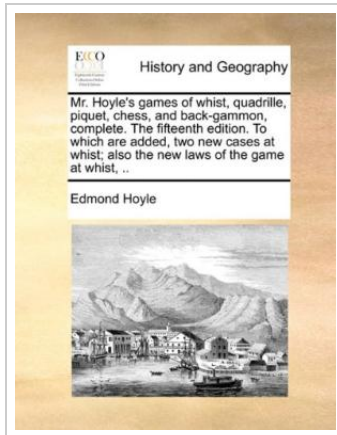 ECCO
History and Geography
Mr. Hoyle's games of whist, quadrille,
piquet, chess, and back-gammon,
complete. The fifteenth edition. To
which are added, two new cases at
whist; also the new laws of the game
at whist, ..
Edmond Hoyle